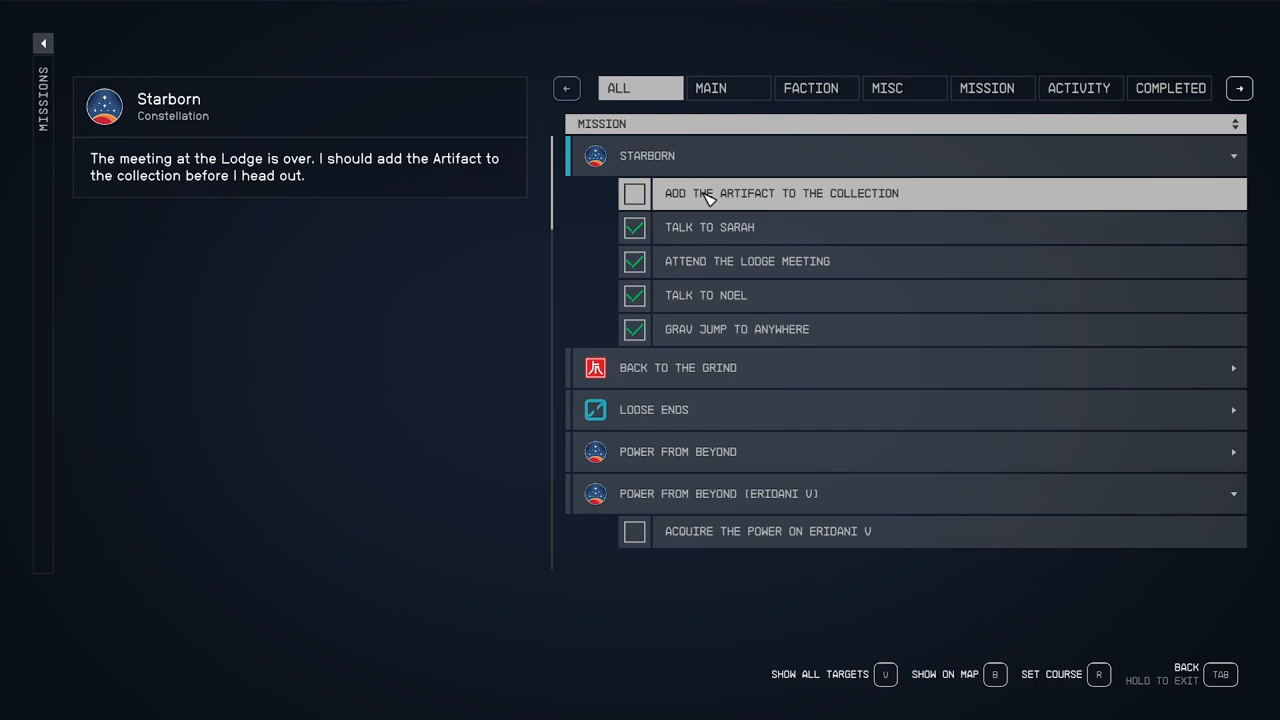 MISSIONS
Starborn
Constellation
The meeting at the Lodge is over. I should add the Artifact to
the collection before I head out.
ALL
MAIN
FACTION
MISC
MISSION
ACTIVITY
COMPLETED
MISSION
STARBORN
ADD THE ARTIFACT TO THE COLLECTION
TALK TO SARAH
ATTEND THE LODGE MEETING
TALK TO NOEL
GRAV JUMP TO ANYWHERE
BACK TO THE GRIND
LOOSE ENDS
POWER FROM BEYOND
POWER FROM BEYOND (ERIDANI V)
ACQUIRE THE POWER ON ERIDANI V
SHOW ALL TARGETS V
SHOW ON MAP B
SET COURSE R
BACK
HOLD TO EXIT
TAB